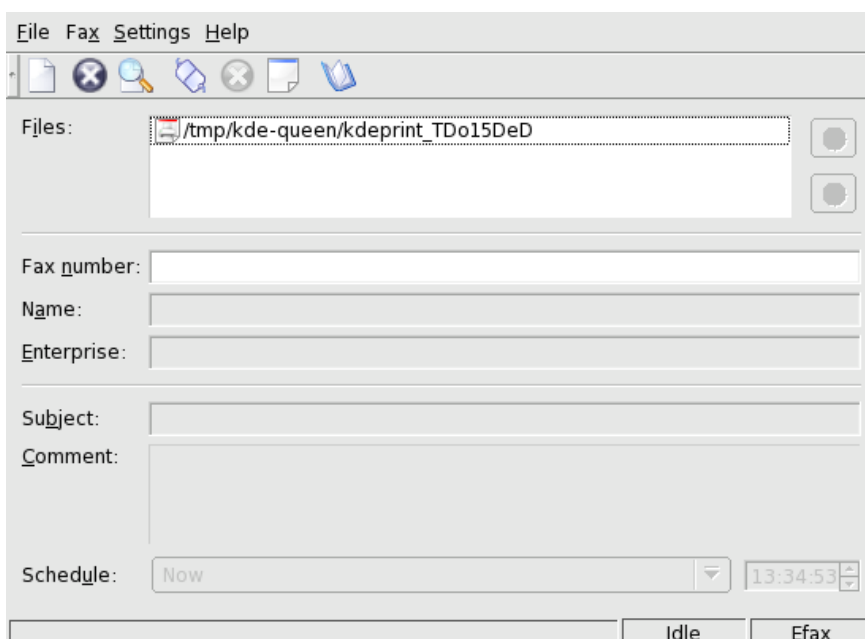 File Fax Settings Help
Files: /tmp/kde-queen/kdeprint_TDo15DeD
Fax number:
Name:
Enterprise:
Subject:
Comment:
Schedule: Now 13:34:53
Idle Efax